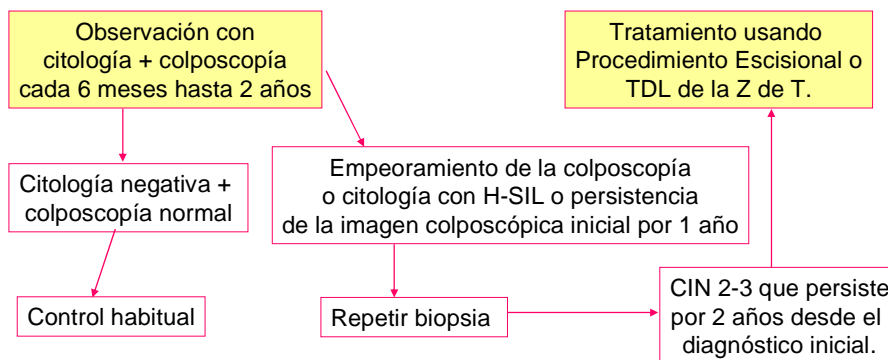 Observación con
citología + colposcopía
cada 6 meses hasta 2 años
Tratamiento usando
Procedimiento Escisional o
TDL de la Z de T.
Citología negativa +
colposcopía normal
Empeoramiento de la colposcopía
o citología con H-SIL o persistencia
de la imagen colposcópica inicial por 1 año
Control habitual
Repetir biopsia
CIN 2-3 que persiste
por 2 años desde el
diagnóstico inicial.